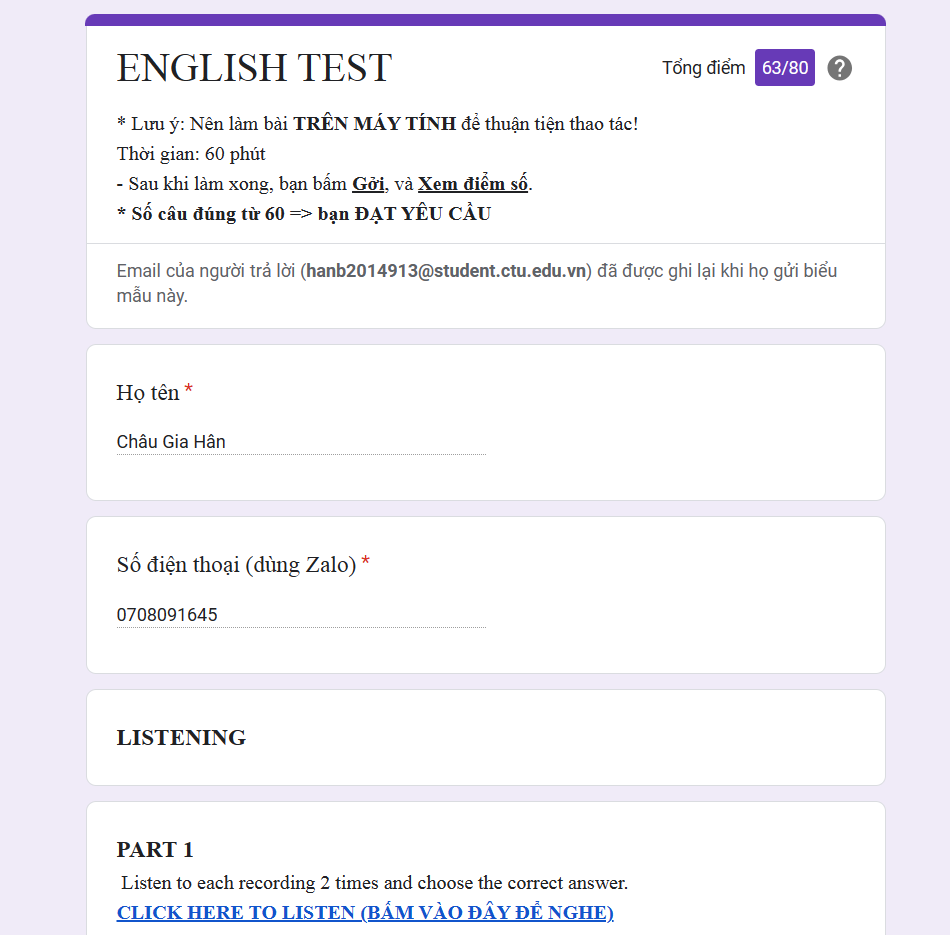 ENGLISH TEST
Tổng điểm 63/80 ?
* Lưu ý: Nên làm bài TRÊN MÁY TÍNH để thuận tiện thao tác!
Thời gian: 60 phút
- Sau khi làm xong, bạn bấm Gởi, và Xem điểm số.
* Số câu đúng từ 60 => bạn ĐẠT YÊU CẦU
Email của người trả lời (hanb2014913@student.ctu.edu.vn) đã được ghi lại khi họ gửi biểu
mẫu này.
Họ tên *
Châu Gia Hân
Số điện thoại (dùng Zalo) *
0708091645
LISTENING
PART 1
Listen to each recording 2 times and choose the correct answer.
CLICK HERE TO LISTEN (BẤM VÀO ĐÂY ĐỂ NGHE)